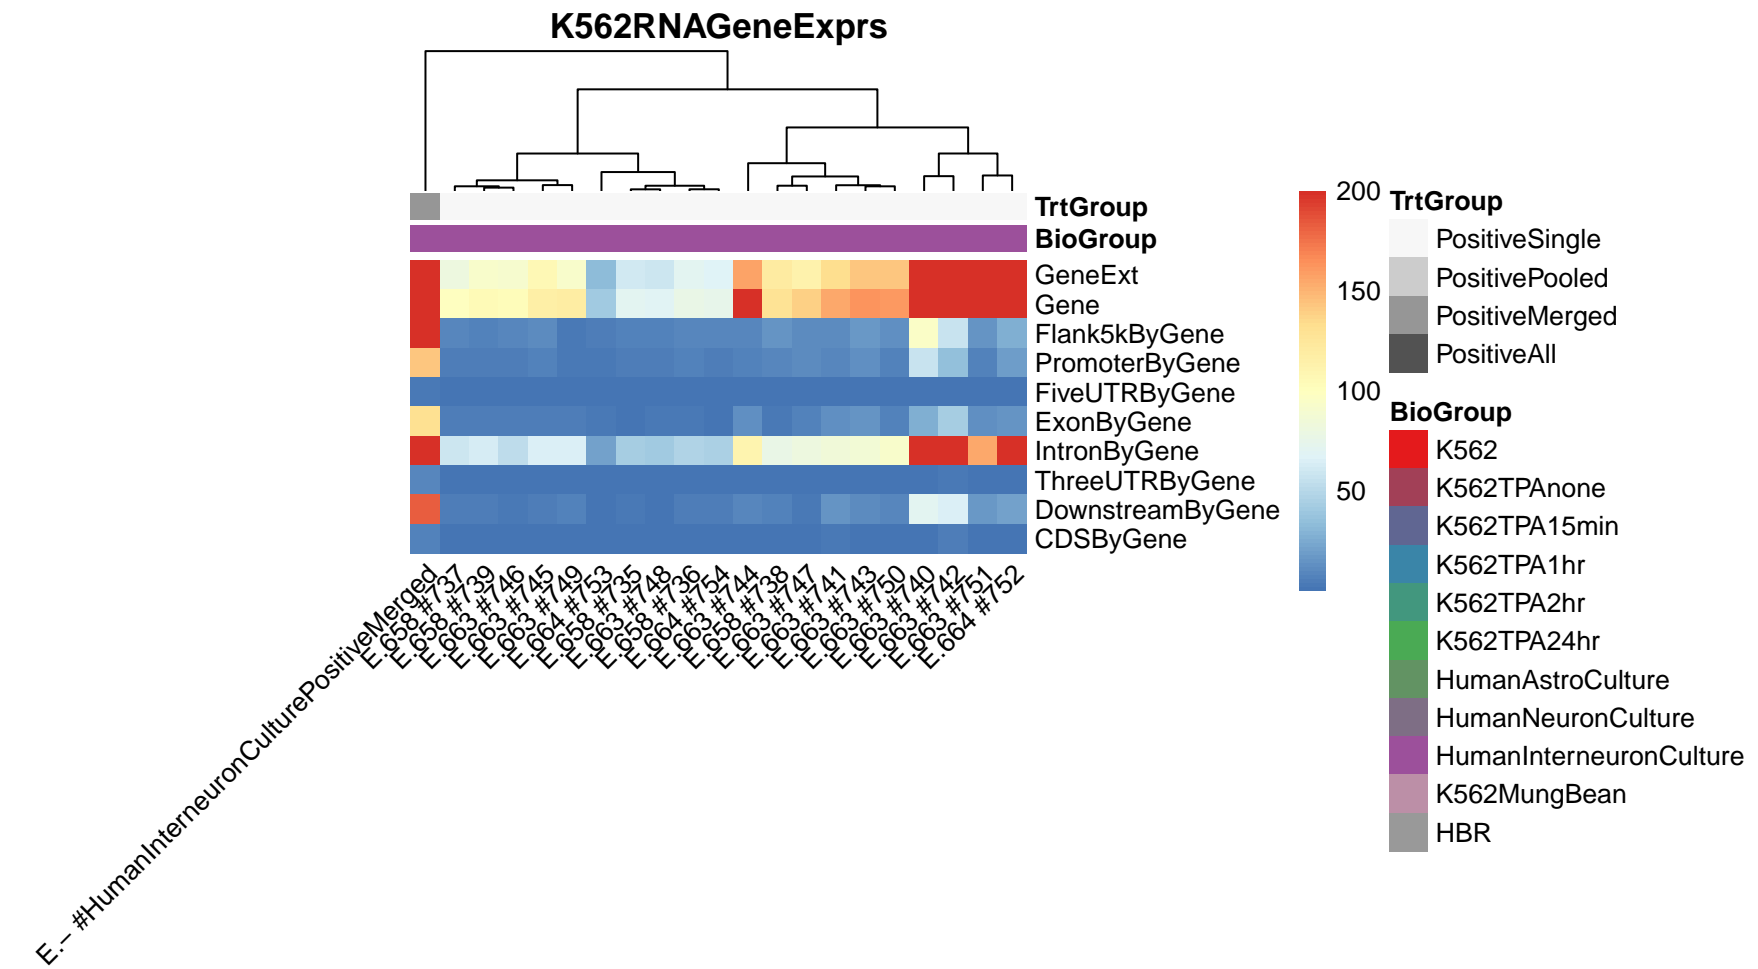 K562RNAGeneExprs
TrtGroup
BioGroup
GeneExt
Gene
Flank5kByGene
PromoterByGene
FiveUTRByGene
ExonByGene
IntronByGene
ThreeUTRByGene
DownstreamByGene
CDSByGene
E.– #HumanInterneuronCulturePositiveMerged
E.658 #737
E.658 #739
E.663 #746
E.663 #745
E.663 #749
E.664 #753
E.658 #735
E.663 #748
E.658 #736
E.664 #754
E.663 #744
E.658 #738
E.663 #747
E.663 #741
E.663 #743
E.663 #750
E.663 #740
E.663 #742
E.663 #751
E.664 #752
200
150
100
50
TrtGroup
PositiveSingle
PositivePooled
PositiveMerged
PositiveAll
BioGroup
K562
K562TPAnone
K562TPA15min
K562TPA1hr
K562TPA2hr
K562TPA24hr
HumanAstroCulture
HumanNeuronCulture
HumanInterneuronCulture
K562MungBean
HBR